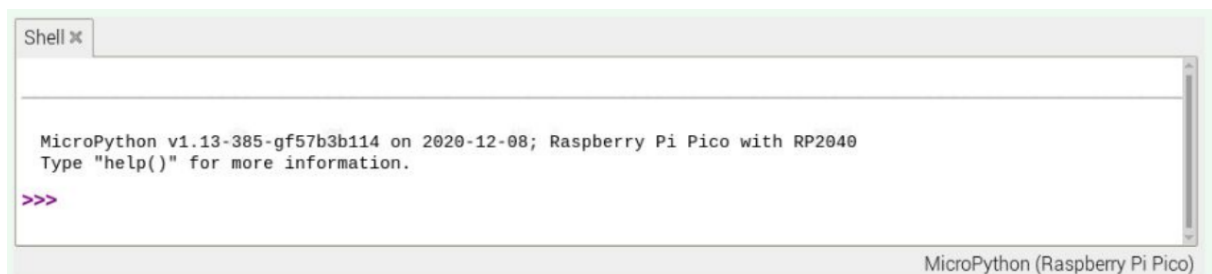 Shell ✖
MicroPython v1.13-385-gf57b3b114 on 2020-12-08; Raspberry Pi Pico with RP2040
Type "help()" for more information.
>>>
MicroPython (Raspberry Pi Pico)